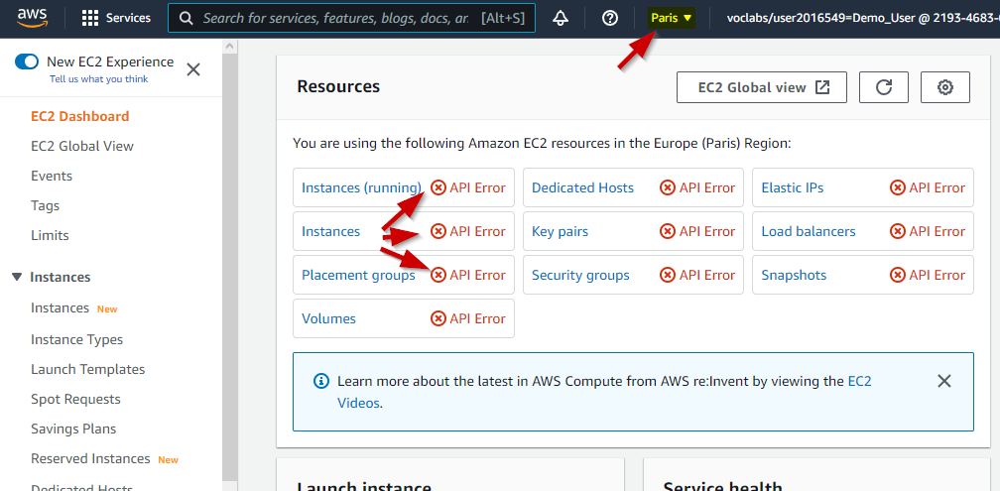 aws
Services
Search for services, features, blogs, docs, ar. [Alt+S]
Paris ▼
voclabs/user2016549=Demo_User @ 2193-4683-
New EC2 Experience
Tell us what you think
EC2 Dashboard
EC2 Global View
Events
Tags
Limits
Instances
Instances New
Instance Types
Launch Templates
Spot Requests
Savings Plans
Reserved Instances New
Dedicated Hosts
Resources
EC2 Global view
You are using the following Amazon EC2 resources in the Europe (Paris) Region:
Instances (running) API Error
Dedicated Hosts API Error
Elastic IPs API Error
Instances API Error
Key pairs API Error
Load balancers API Error
Placement groups API Error
Security groups API Error
Snapshots API Error
Volumes API Error
Learn more about the latest in AWS Compute from AWS re:Invent by viewing the EC2
Videos.
Launch instance
Service health